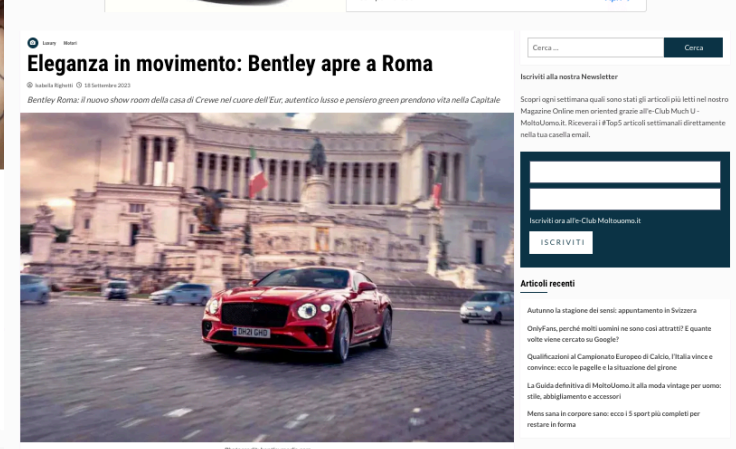 Luxury Motori
Eleganza in movimento: Bentley apre a Roma
Isabella Righetti 18 Settembre 2023
Bentley Roma: il nuovo show room della casa di Crewe nel cuore dell'Eur, autentico lusso e pensiero green prendono vita nella Capitale
Cerca ...
Cerca
Iscriviti alla nostra Newsletter
Scopri ogni settimana quali sono stati gli articoli più letti nel nostro
Magazine Online men oriented grazie all'e-Club Much U -
MoltoUomo.it. Riceverai i #Top5 articoli settimanali direttamente
nella tua casella email.
Iscriviti ora all'e-Club Moltouomo.it
ISCRIVITI
Articoli recenti
Autunno la stagione dei sensi: appuntamento in Svizzera
OnlyFans, perché molti uomini ne sono così attratti? E quante
volte viene cercato su Google?
Qualificazioni al Campionato Europeo di Calcio, l'Italia vince e
convince: ecco le pagelle e la situazione del girone
La Guida definitiva di MoltoUomo.it alla moda vintage per uomo:
stile, abbigliamento e accessori
Mens sana in corpore sano: ecco i 5 sport più completi per
restare in forma